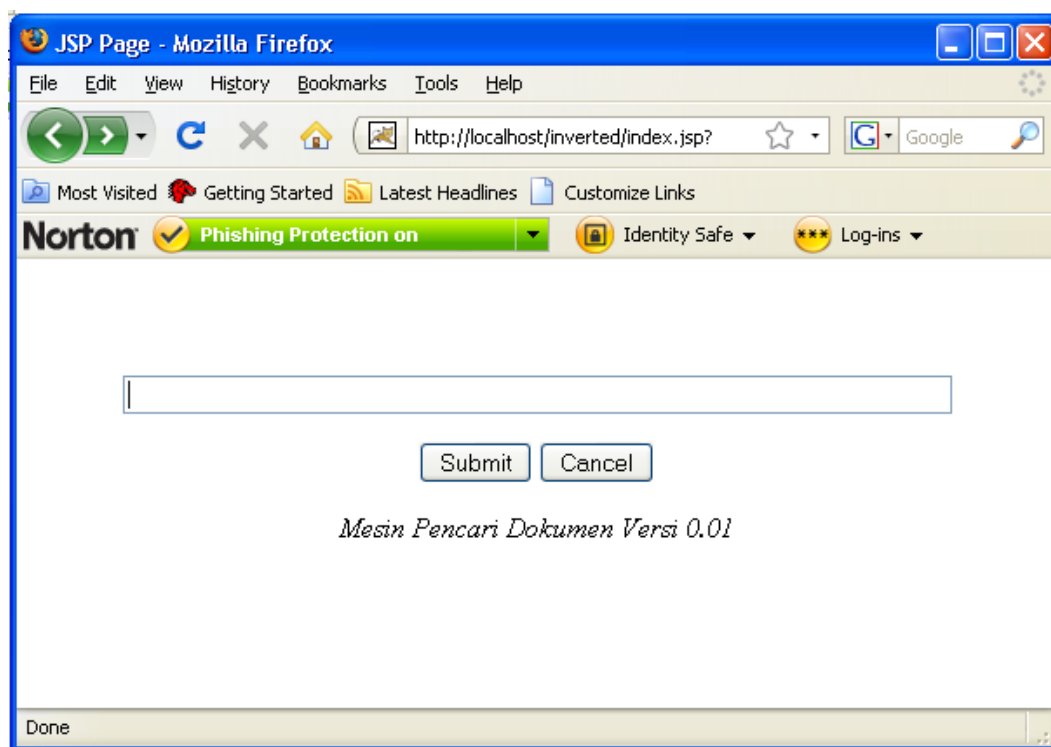 JSP Page - Mozilla Firefox
File Edit View History Bookmarks Tools Help
http://localhost/inverted/index.jsp? G Google
Most Visited Getting Started Latest Headlines Customize Links
Norton Phishing Protection on Identity Safe *** Log-ins
Submit Cancel
Mesin Pencari Dokumen Versi 0.01
Done